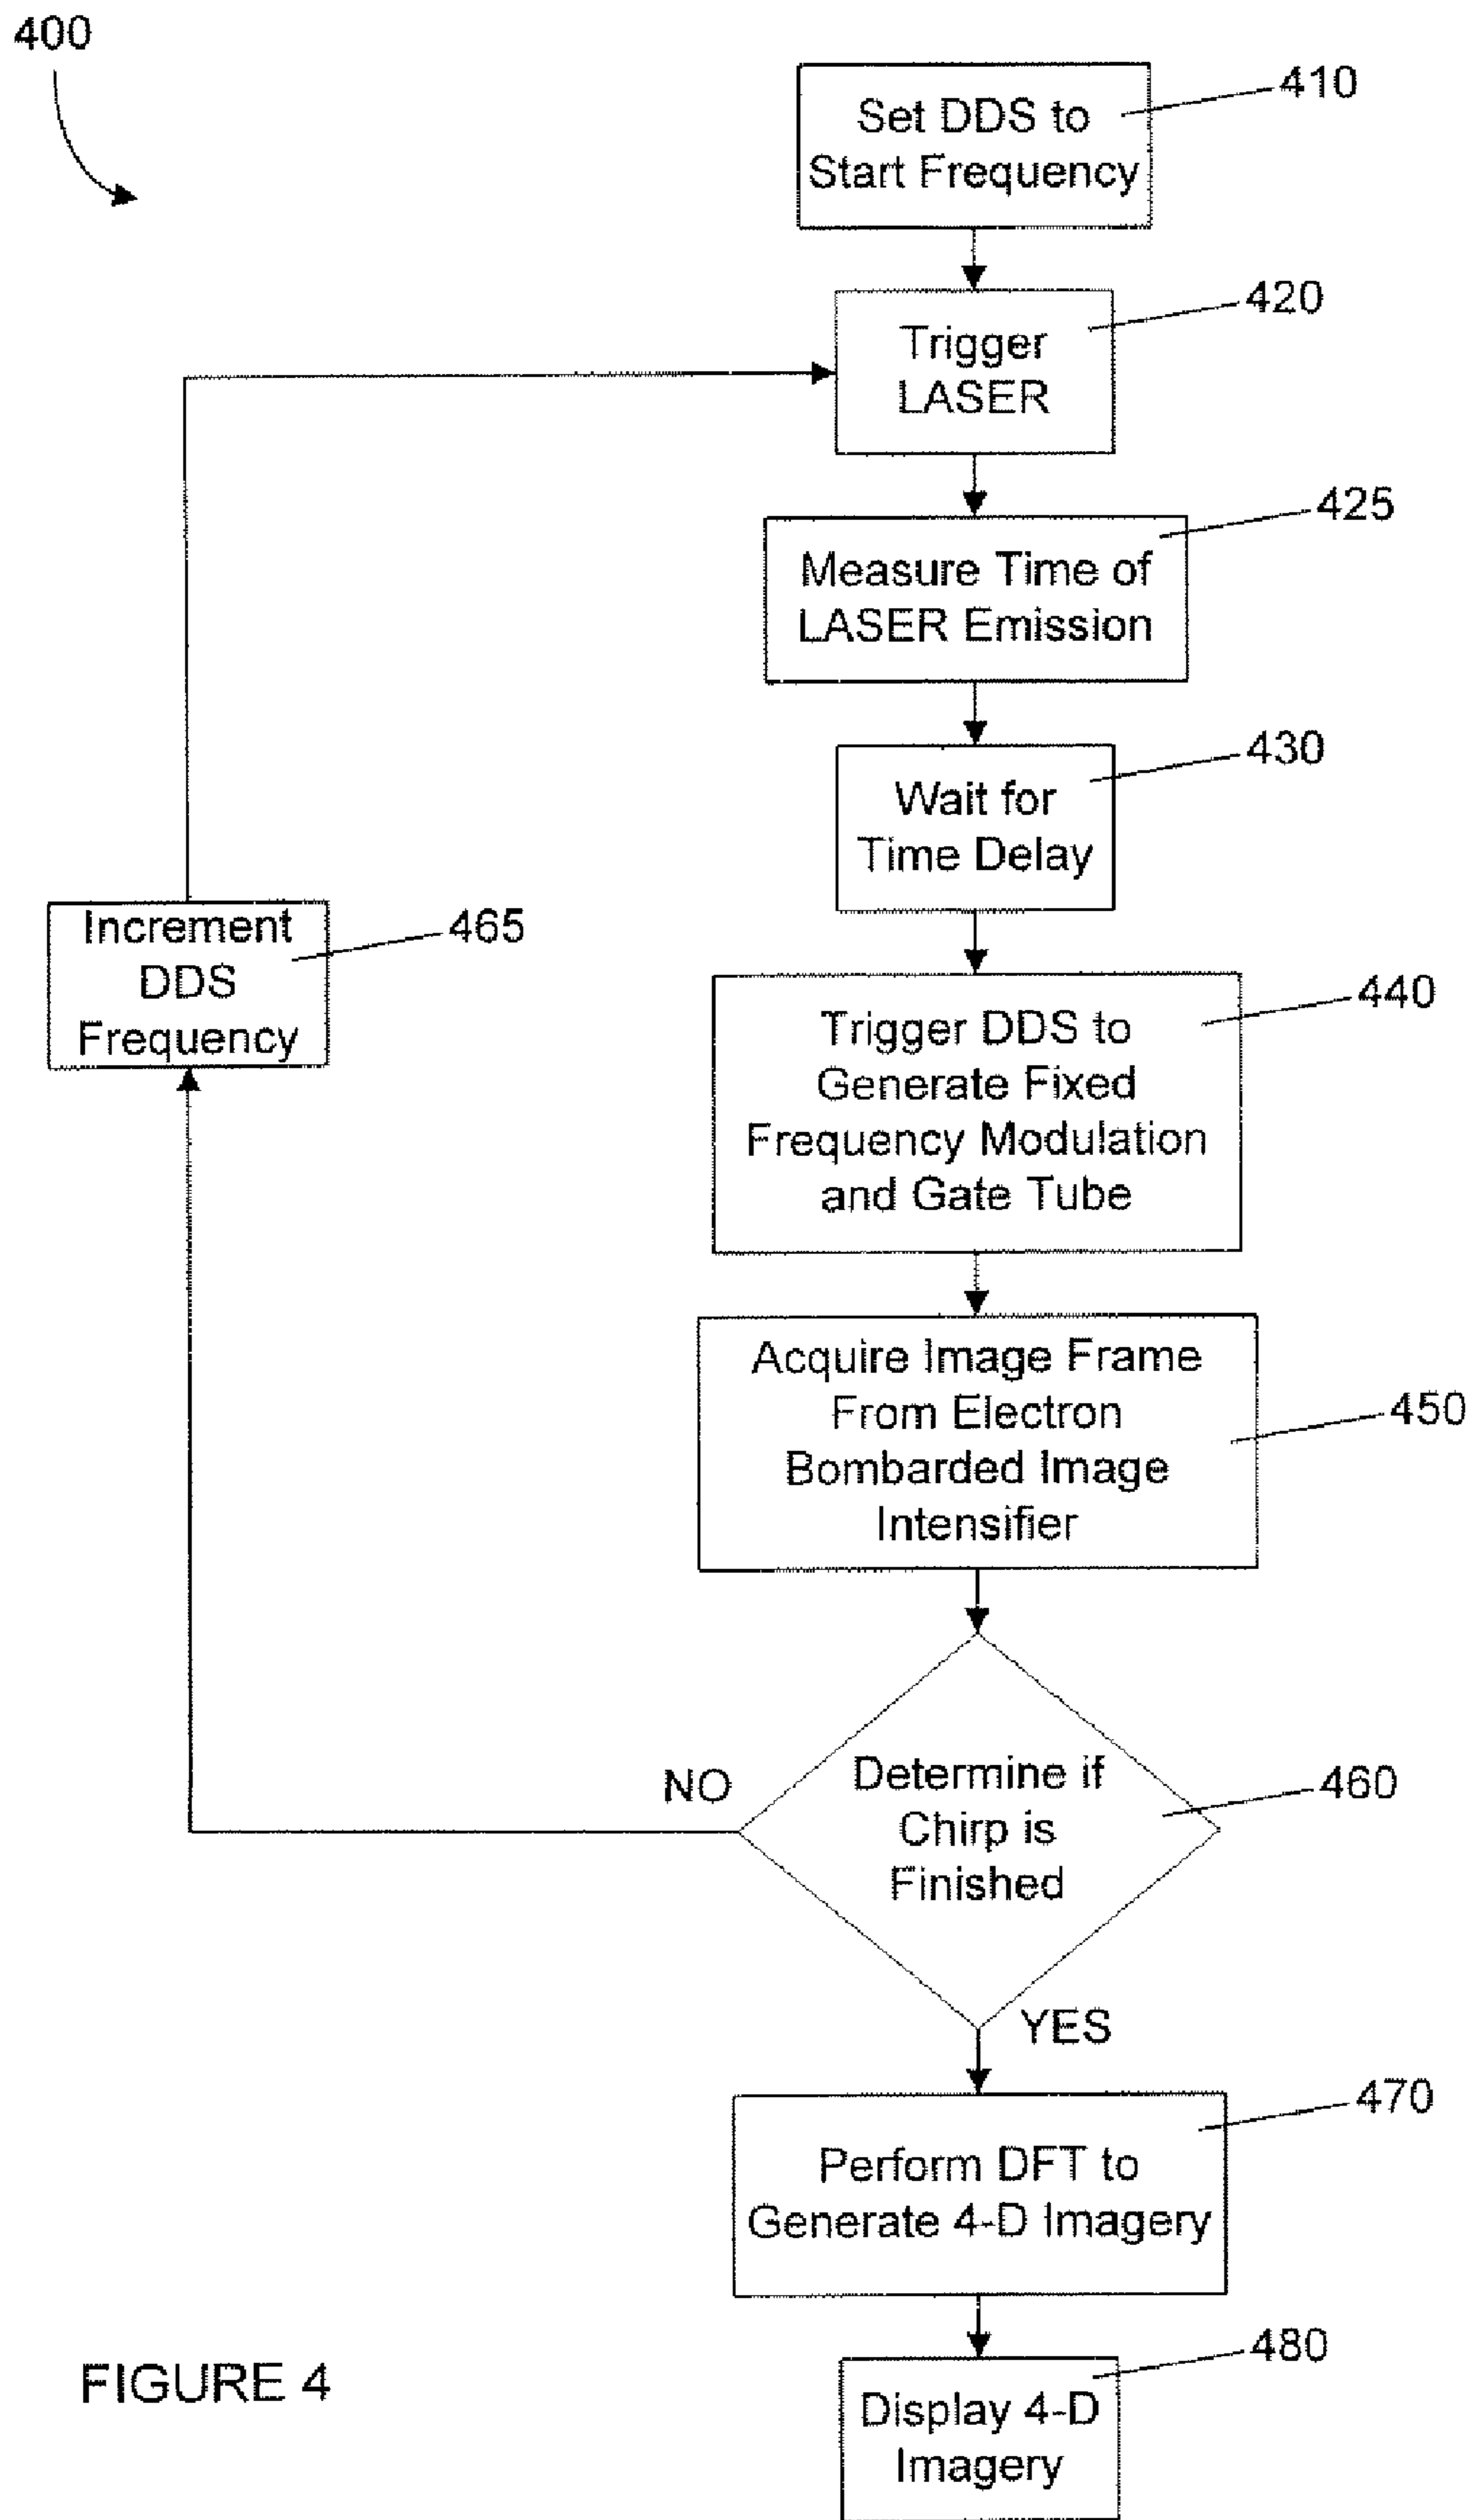 400
410
Set DDS to
Start Frequency
420
Trigger
LASER
425
Measure Time of
LASER Emission
430
Wait for
Time Delay
Increment
DDS
Frequency
465
440
Trigger DDS to
Generate Fixed
Frequency Modulation
and Gate Tube
Acquire Image Frame
From Electron
Bombarded Image
Intensifier
450
NO
Determine if
Chirp is
Finished
460
YES
470
Perform DFT to
Generate 4-D Imagery
480
Display 4-D
Imagery
FIGURE 4